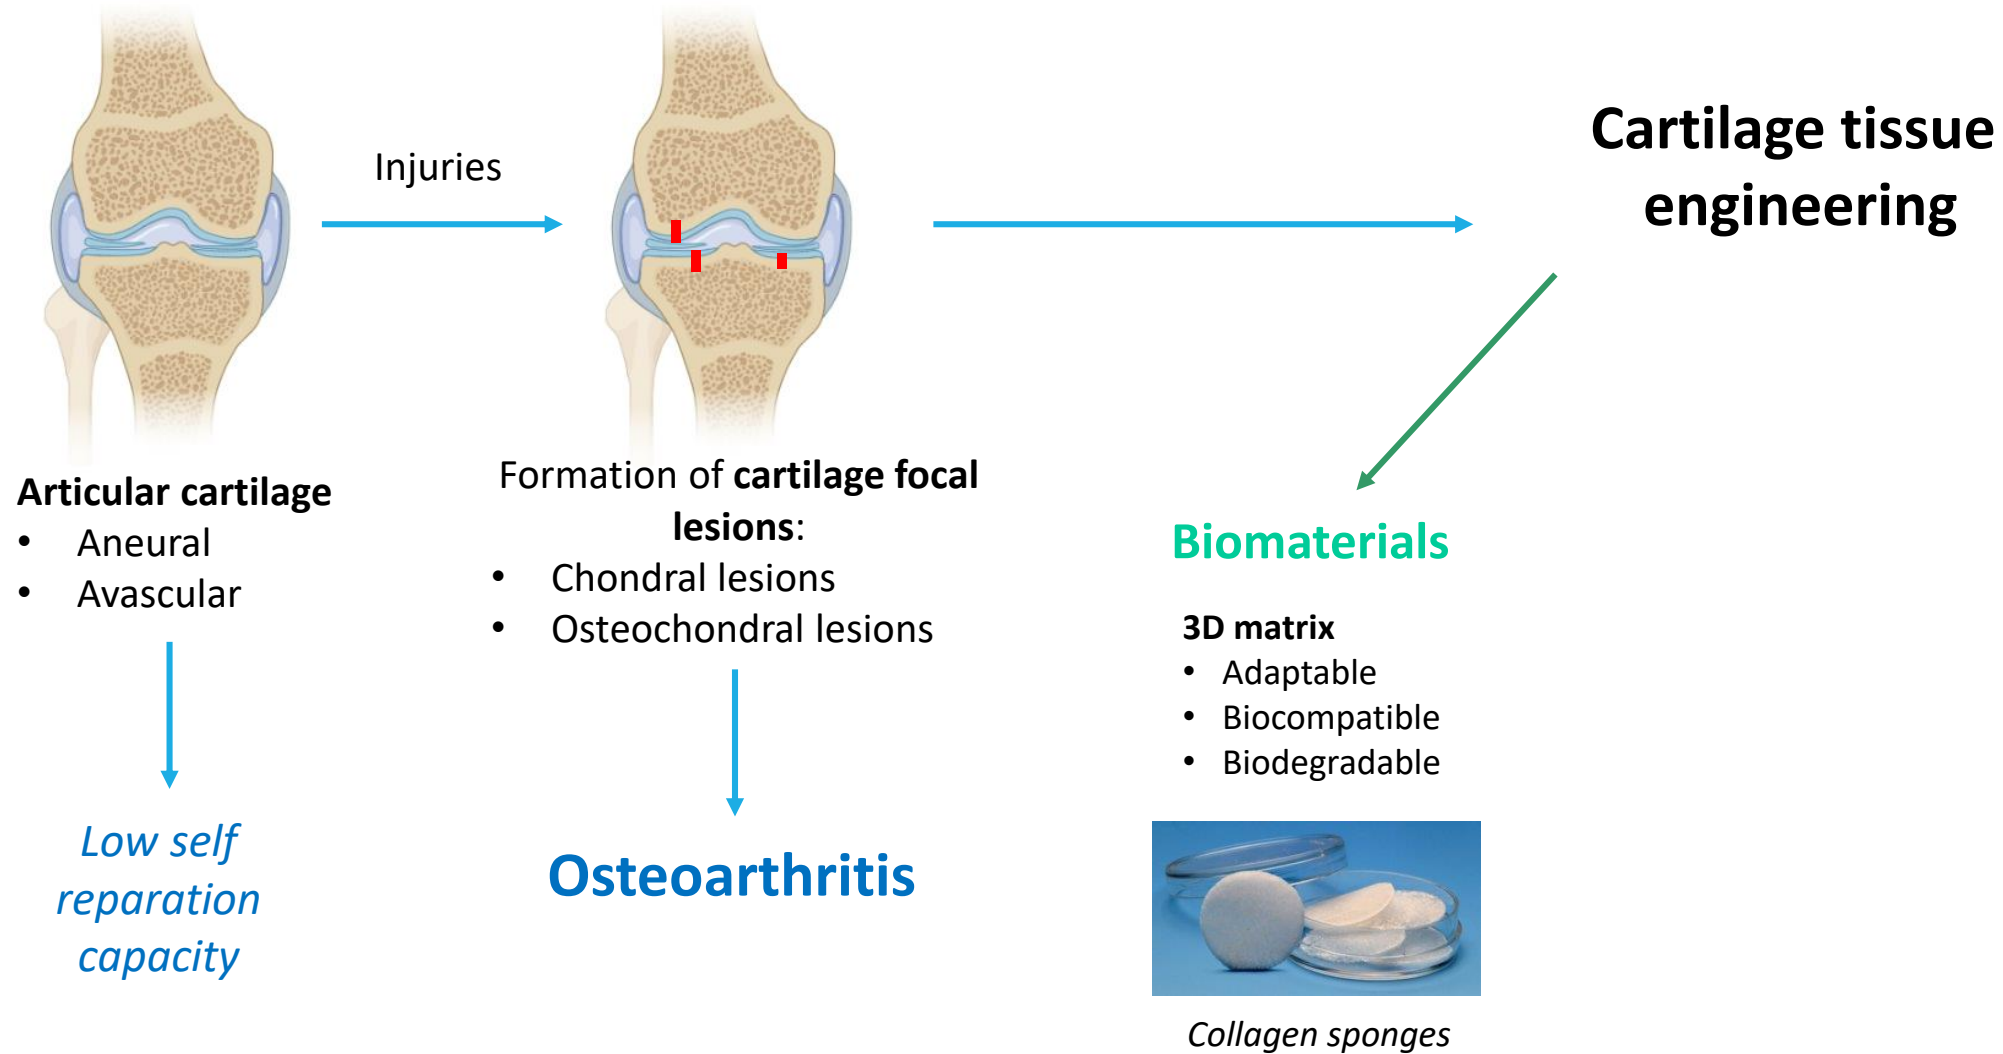 Injuries
Cartilage tissue
engineering
Articular cartilage
• Aneural
• Avascular
Low self
reparation
capacity
Formation of cartilage focal
lesions:
• Chondral lesions
• Osteochondral lesions
Osteoarthritis
Biomaterials
3D matrix
• Adaptable
• Biocompatible
• Biodegradable
Collagen sponges